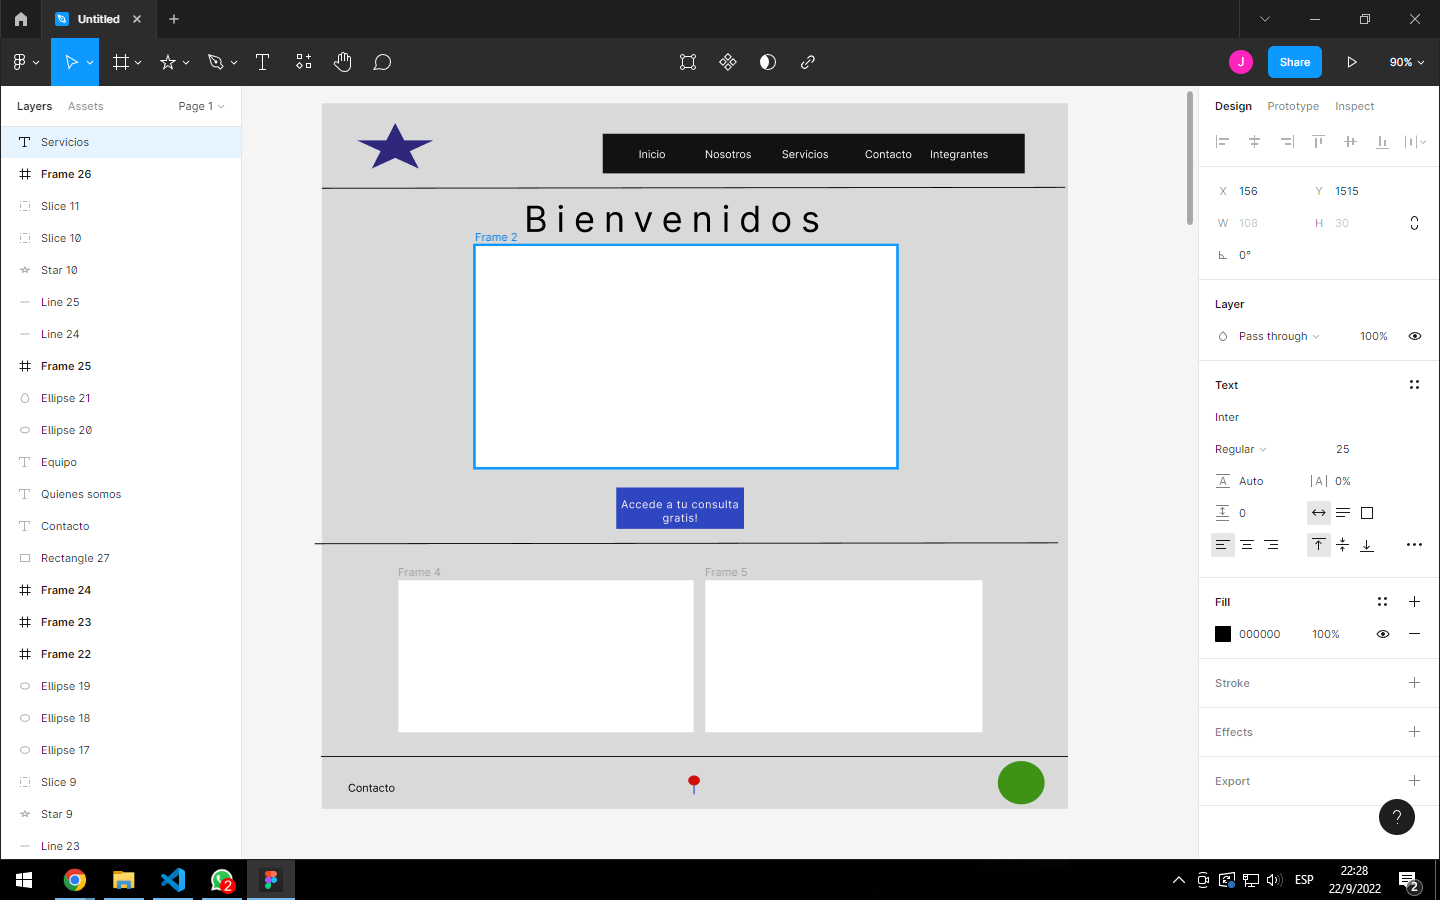 Untitled
J
Share
90%
Layers
Assets
Page 1
Servicios
Frame 26
Slice 11
Slice 10
Star 10
Line 25
Line 24
Frame 25
Ellipse 21
Ellipse 20
Equipo
Quienes somos
Contacto
Rectangle 27
Frame 24
Frame 23
Frame 22
Ellipse 19
Ellipse 18
Ellipse 17
Slice 9
Star 9
Line 23
Inicio
Nosotros
Servicios
Contacto
Integrantes
Bienvenidos
Frame 2
Accede a tu consulta
gratis!
Frame 4
Frame 5
Contacto
Design
Prototype
Inspect
X 156
Y 1515
W 108
H 30
0°
Layer
Pass through
100%
Text
Inter
Regular
25
A Auto
|A| 0%
0
Fill
000000
100%
Stroke
Effects
Export
?
2
ESP
22:28
22/9/2022
2